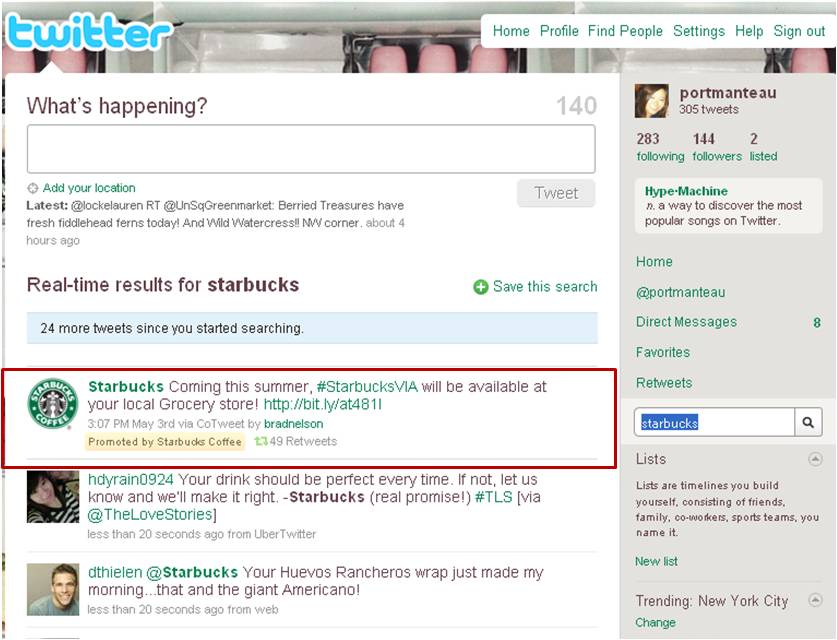 twitter
Home Profile Find People Settings Help Sign out
What's happening?
140
Add your location
Latest: @lockelauren RT @UnSqGreenmarket: Berried Treasures have
fresh fiddlehead ferns today! And Wild Watercress!! NW corner. about 4
hours ago
Tweet
Real-time results for starbucks
Save this search
24 more tweets since you started searching.
STARBUCKS COFFEE
Starbucks Coming this summer, #StarbucksVIA will be available at
your local Grocery store! http://bit.ly/at481I
3:07 PM May 3rd via CoTweet by bradnelson
Promoted by Starbucks Coffee 49 Retweets
hdyrain0924 Your drink should be perfect every time. If not, let us
know and we'll make it right. -Starbucks (real promise!) #TLS [via
@TheLoveStories]
less than 20 seconds ago from UberTwitter
dthielen @Starbucks Your Huevos Rancheros wrap just made my
morning...that and the giant Americano!
less than 20 seconds ago from web
portmanteau
305 tweets
283 144 2
following followers listed
Hype·Machine
n. a way to discover the most
popular songs on Twitter.
Home
@portmanteau
Direct Messages 8
Favorites
Retweets
starbucks
Lists
Lists are timelines you build
yourself, consisting of friends,
family, co-workers, sports teams, you
name it.
New list
Trending: New York City
Change